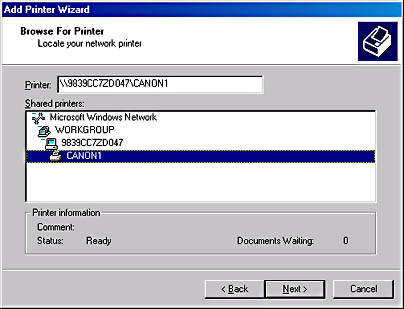 Add Printer Wizard
Browse For Printer
Locate your network printer
Printer: \\9839CC7ZD047\CANON1
Shared printers:
Microsoft Windows Network
WORKGROUP
9839CC7ZD047
CANON1
Printer information
Comment:
Status: Ready Documents Waiting: 0
< Back Next > Cancel